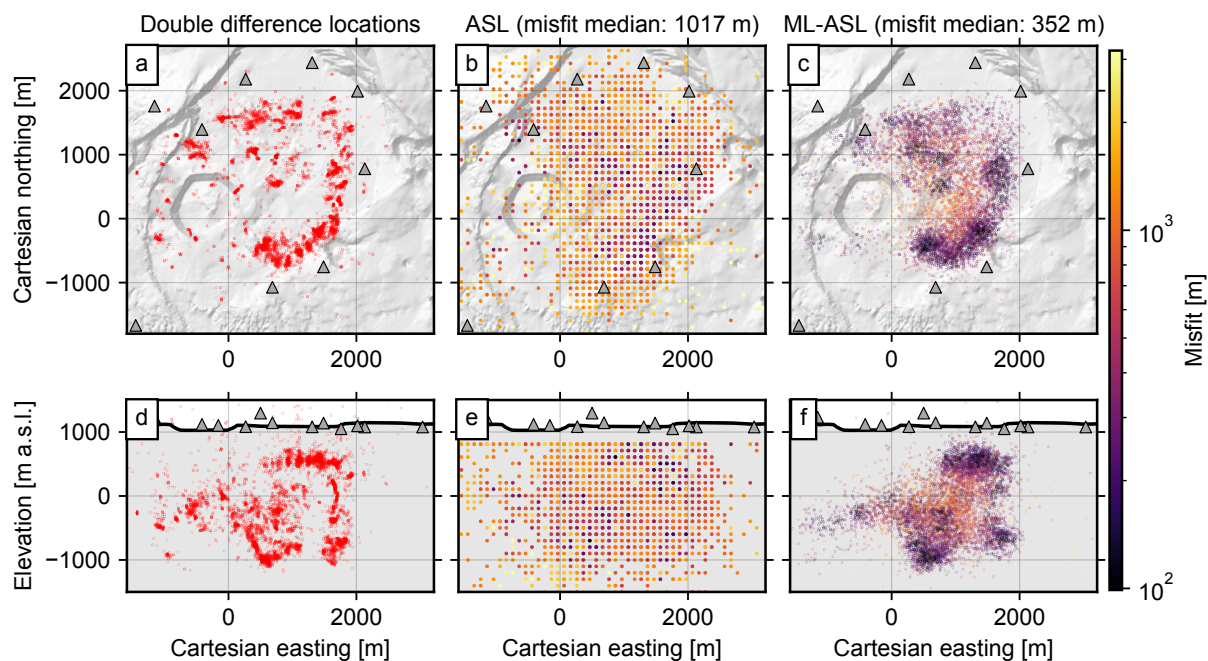 Double difference locations
ASL (misfit median: 1017 m)
ML-ASL (misfit median: 352 m)
a
b
c
Cartesian northing [m]
2000
1000
0
−1000
0
2000
0
2000
0
2000
d
e
f
Elevation [m a.s.l.]
1000
0
−1000
0
2000
0
2000
0
2000
Cartesian easting [m]
Cartesian easting [m]
Cartesian easting [m]
10³
10²
Misfit [m]